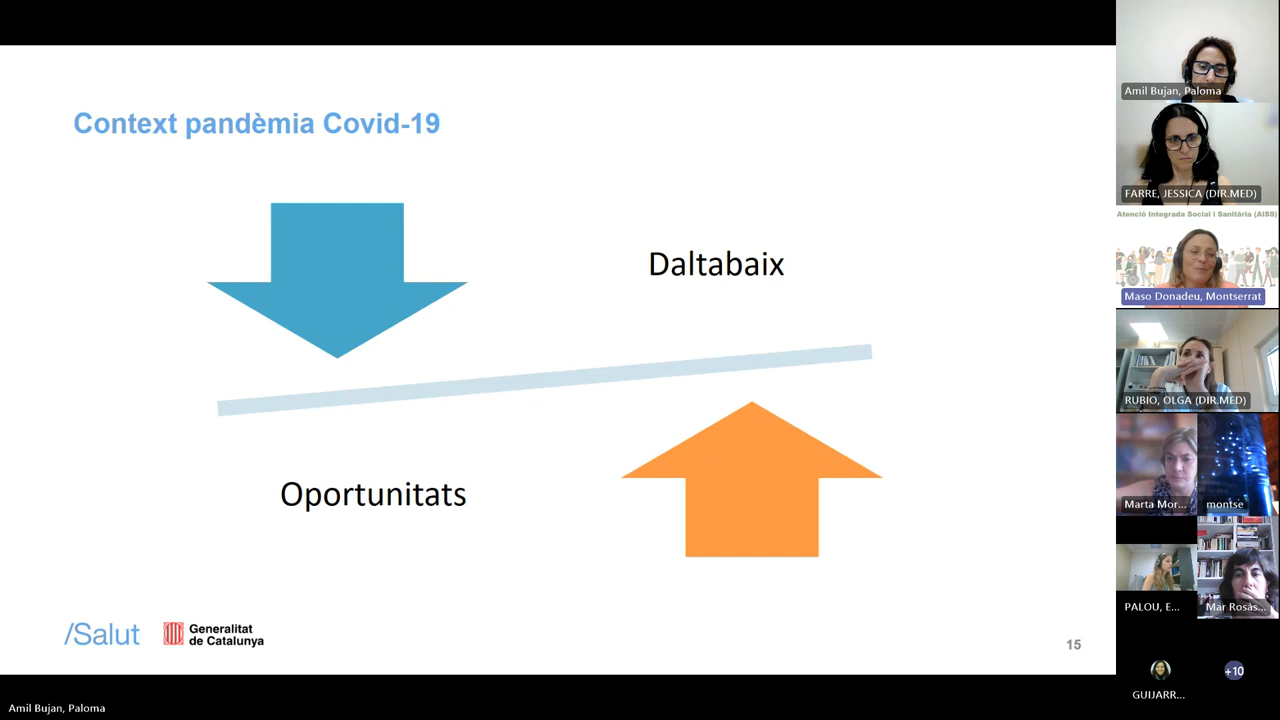 Context pandèmia Covid-19
Daltabaix
Oportunitats
/Salut
Generalitat
de Catalunya
15
Amil Bujan, Paloma
Amil Bujan, Paloma
FARRE, JESSICA (DIR.MED)
Atenció Integrada Social i Sanitària (AISS)
Maso Donadeu, Montserrat
RUBIO, OLGA (DIR.MED)
Marta Mor...
montse
PALOU, E...
Mar Rosàs...
GUIJARR...
+10